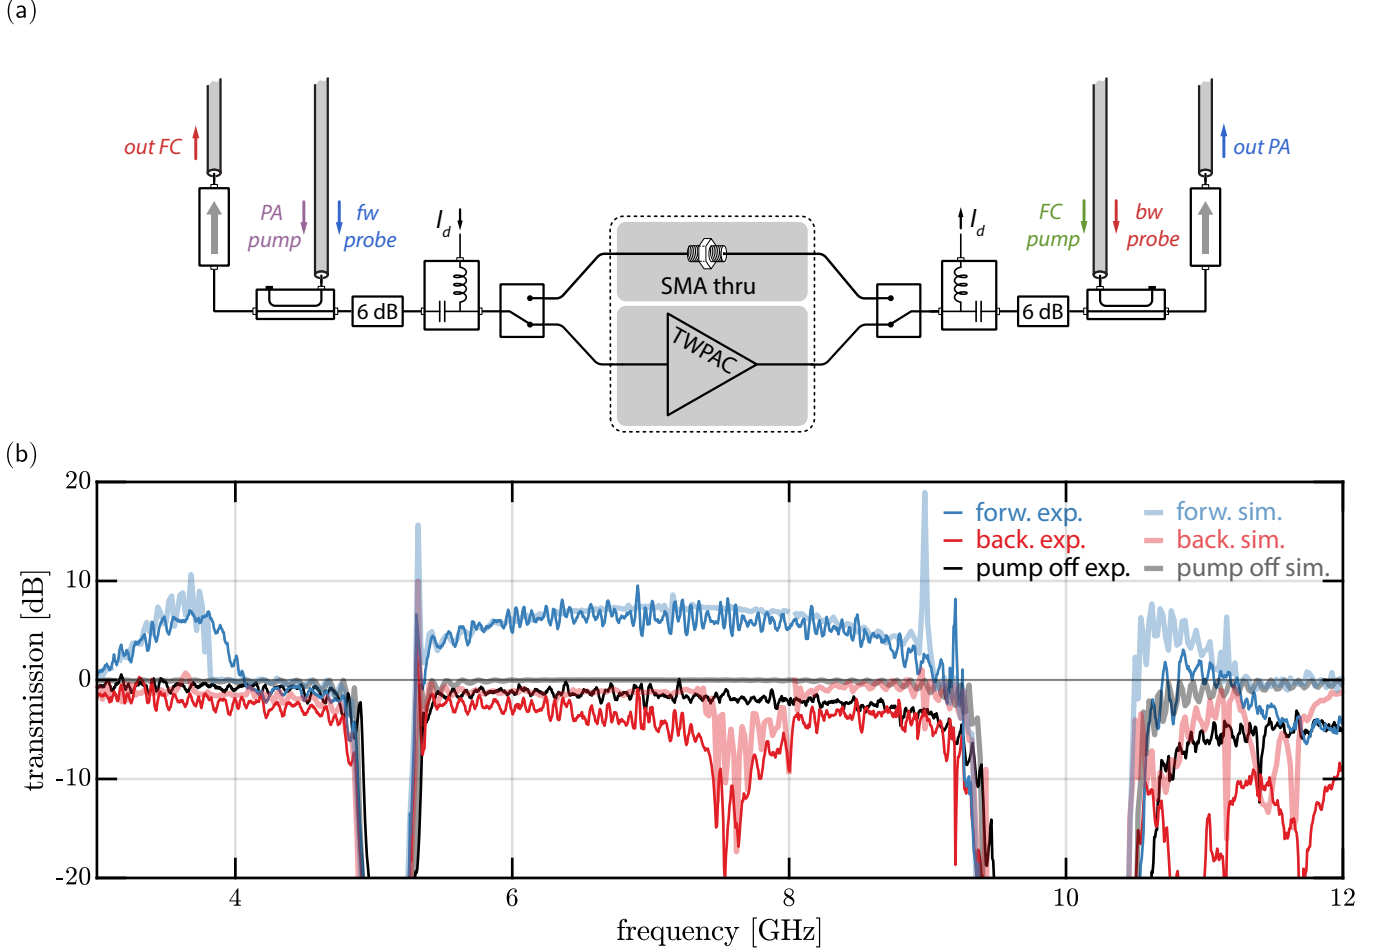 (a)
out FC
PA
pump
fw
probe
I_d
I_d
FC
pump
bw
probe
out PA
6 dB
SMA thru
TWPAC
6 dB
(b)
20
10
0
-10
-20
transmission [dB]
forw. exp.
forw. sim.
back. exp.
back. sim.
pump off exp.
pump off sim.
4
6
8
10
12
frequency [GHz]